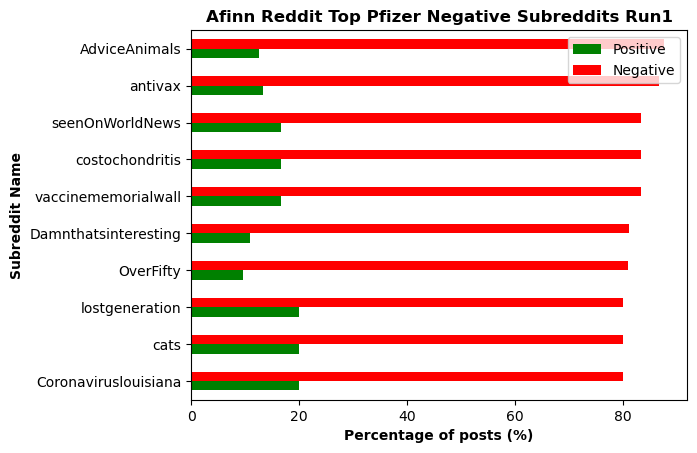 Afinn Reddit Top Pfizer Negative Subreddits Run1
Positive
Negative
Subreddit Name
AdviceAnimals
antivax
seenOnWorldNews
costochondritis
vaccinememorialwall
Damnthatsinteresting
OverFifty
lostgeneration
cats
Coronaviruslouisiana
0 20 40 60 80
Percentage of posts (%)